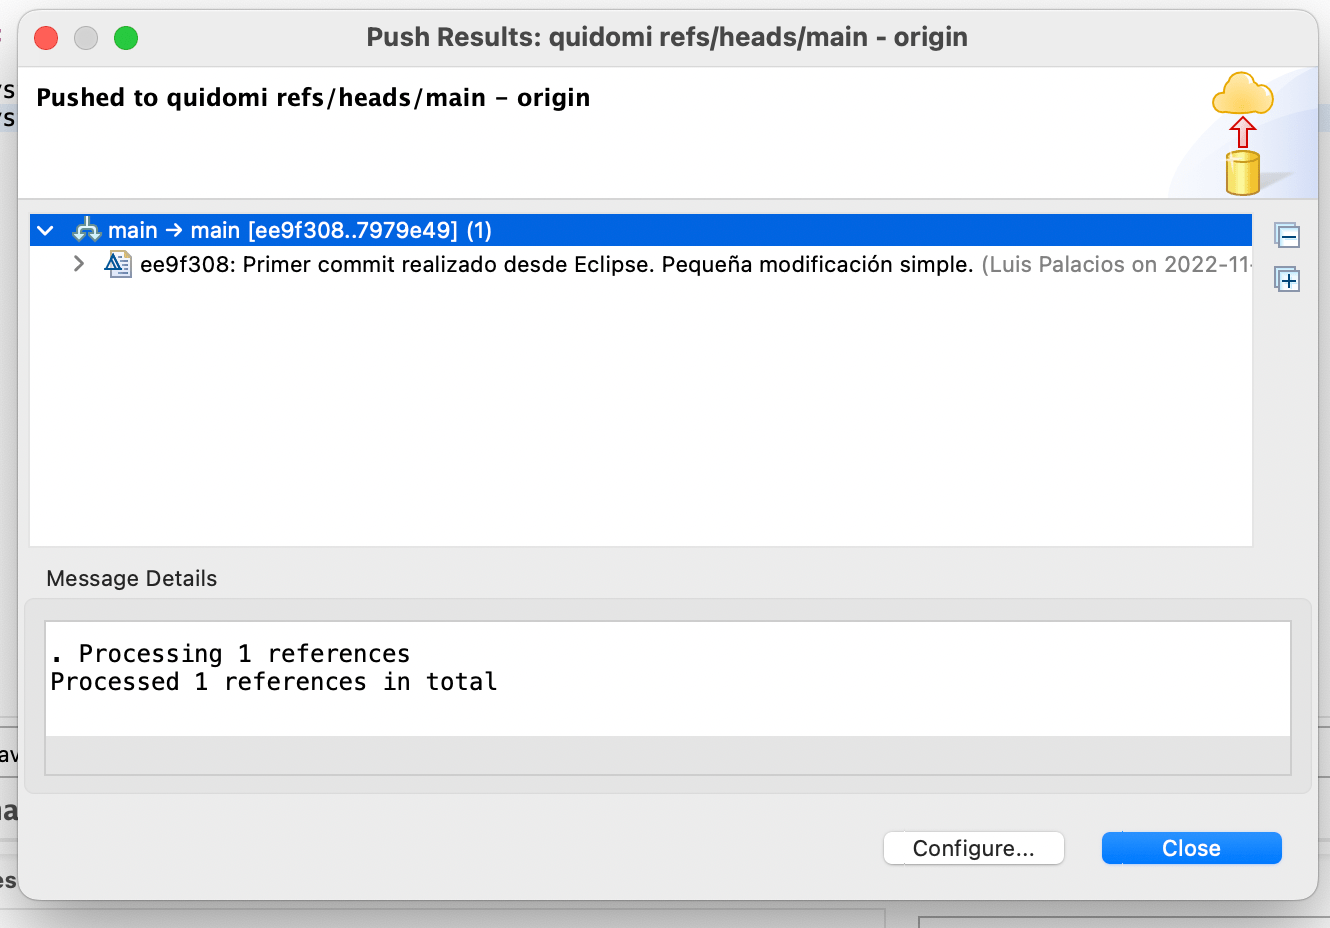 Push Results: quidomi refs/heads/main - origin
Pushed to quidomi refs/heads/main - origin
main → main [ee9f308..7979e49] (1)
ee9f308: Primer commit realizado desde Eclipse. Pequeña modificación simple. (Luis Palacios on 2022-11-
Message Details
. Processing 1 references
Processed 1 references in total
Configure...
Close